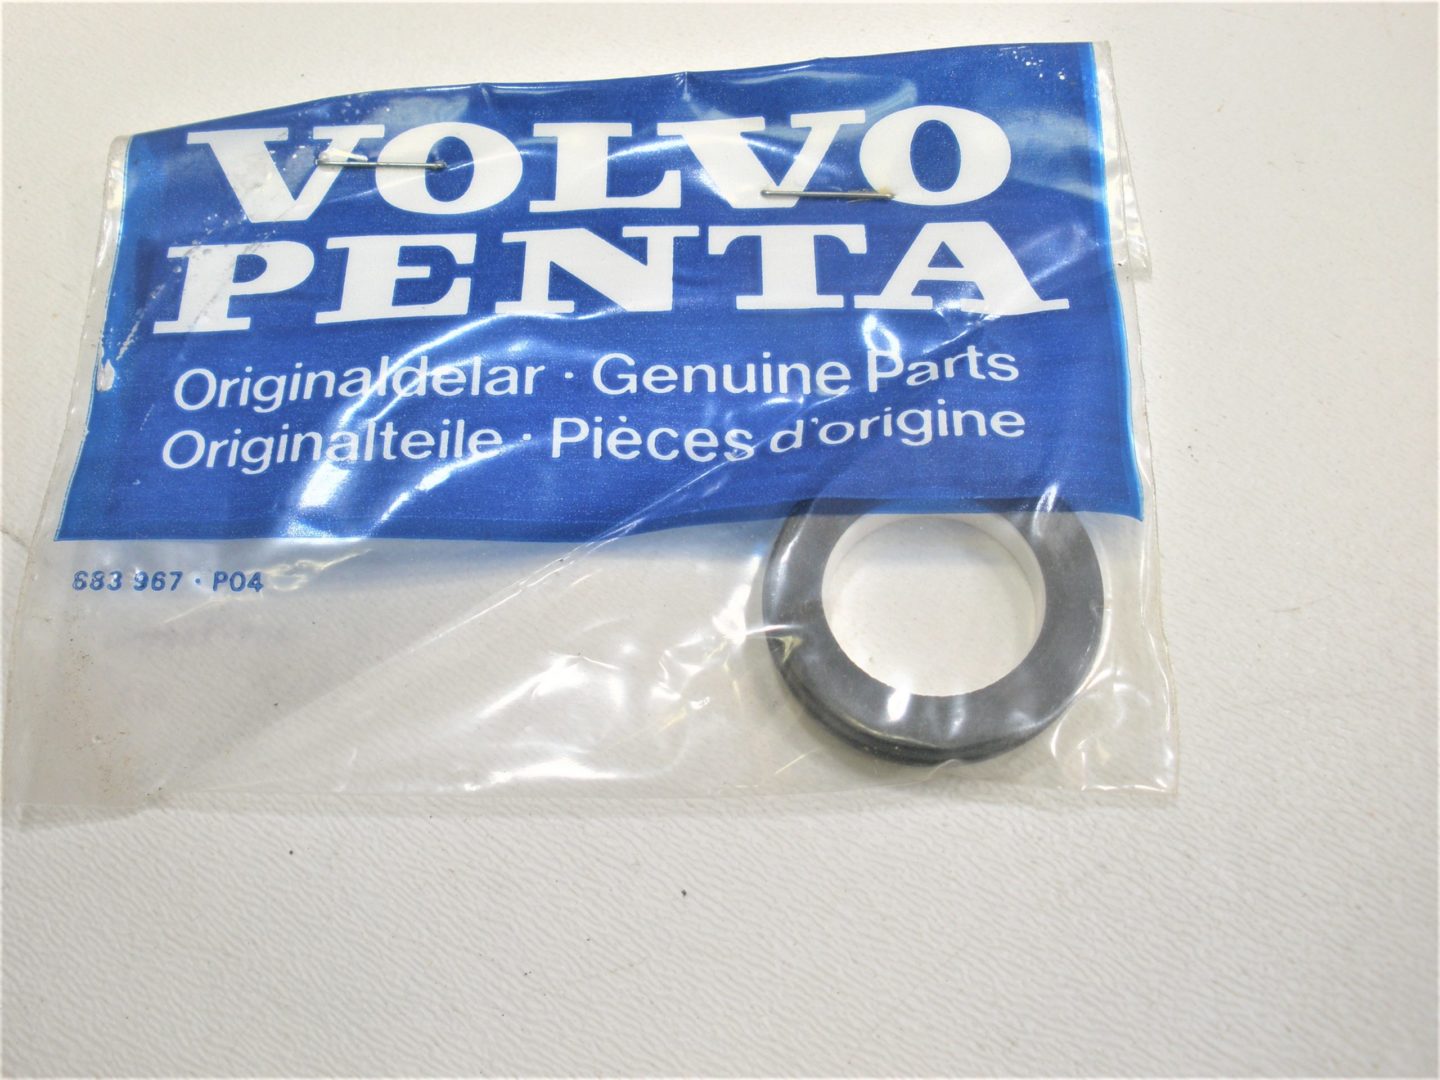 VOLVO
PENTA
Originaldelar · Genuine Parts
Originalteile · Pièces d'origine
683 967 · P04